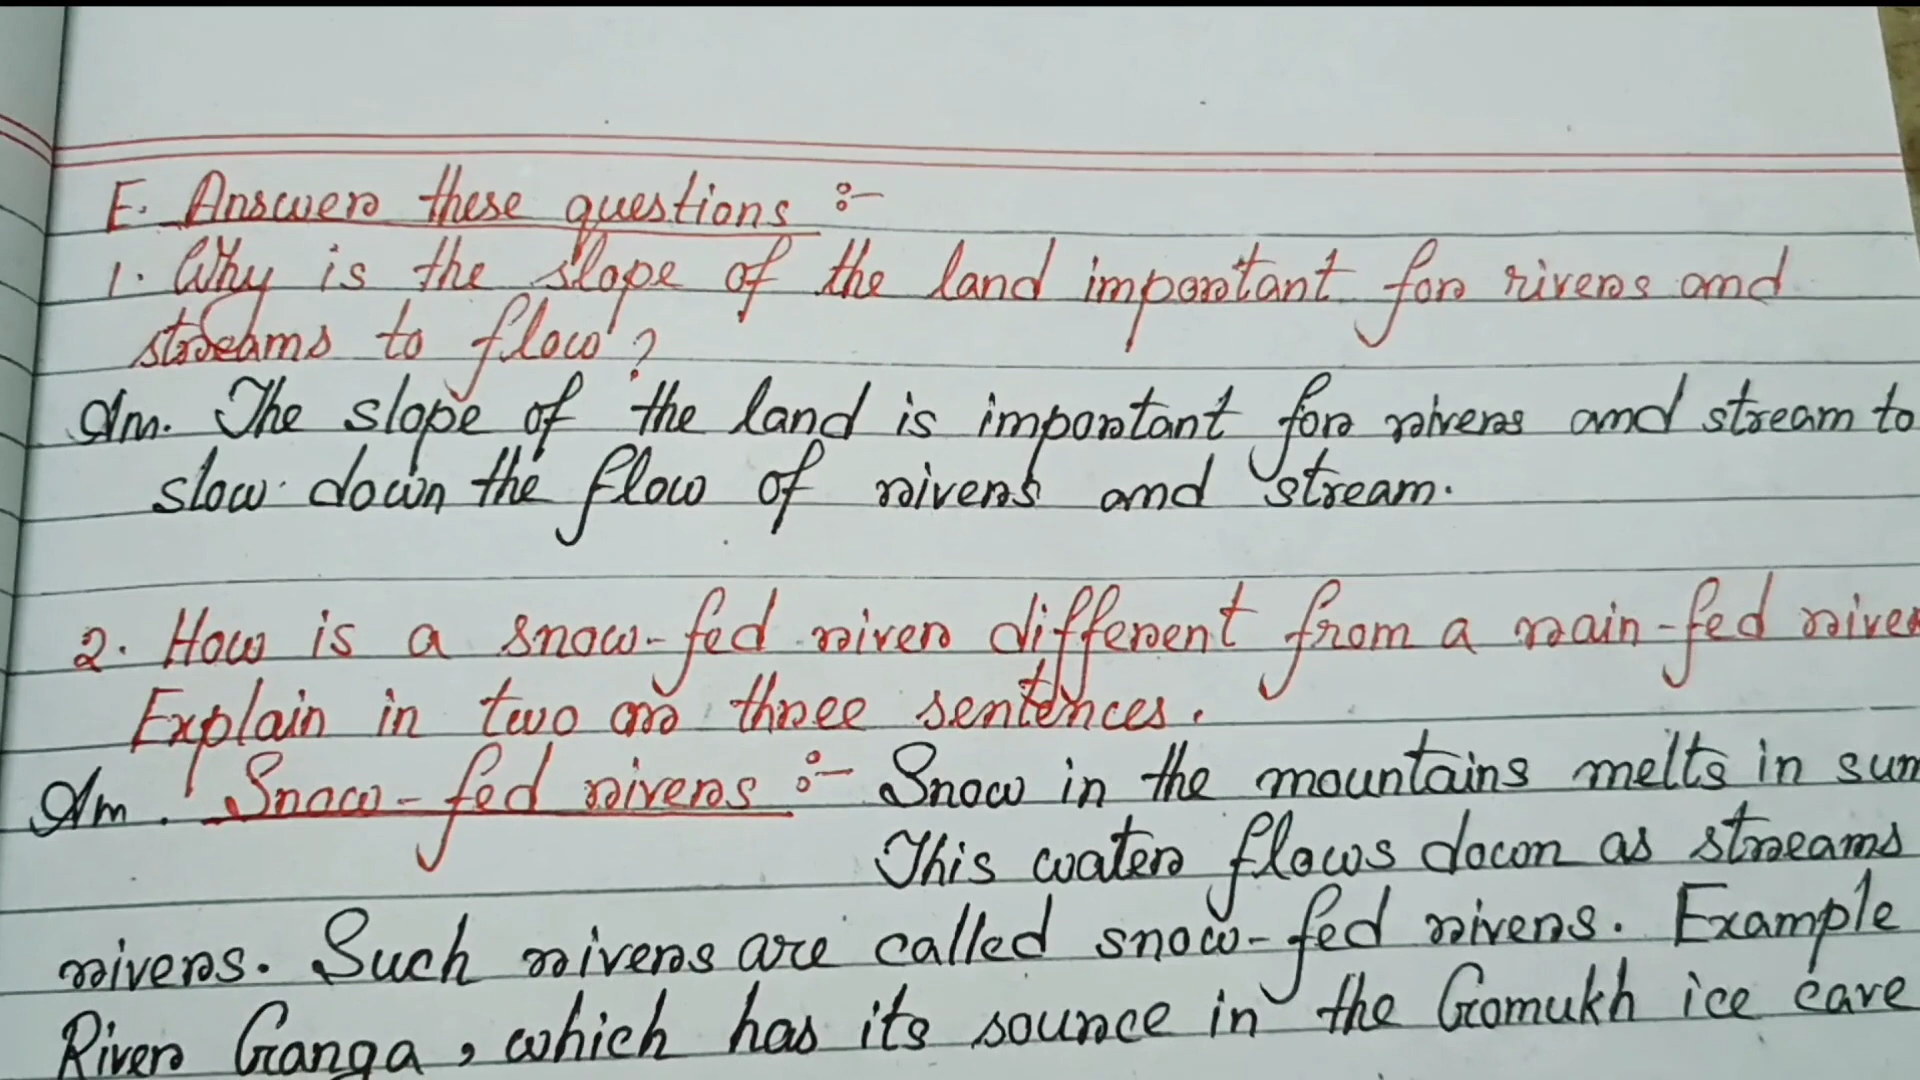 E. Answer these questions :-
1. Why is the slope of the land important for rivers and
streams to flow?
Ans. The slope of the land is important for rivers and stream to
slow down the flow of rivers and stream.
2. How is a snow-fed river different from a rain-fed river
Explain in two or three sentences.
Ans. Snow-fed rivers :- Snow in the mountains melts in sum
This water flows down as streams
rivers. Such rivers are called snow-fed rivers. Example
River Ganga, which has its source in the Gomukh ice cave